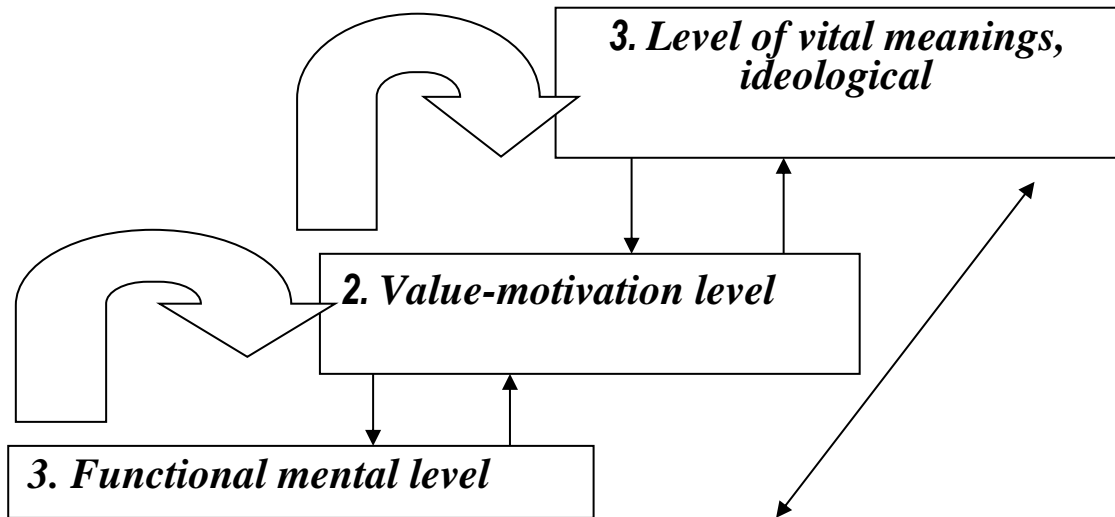 3. Level of vital meanings,
ideological
2. Value-motivation level
3. Functional mental level